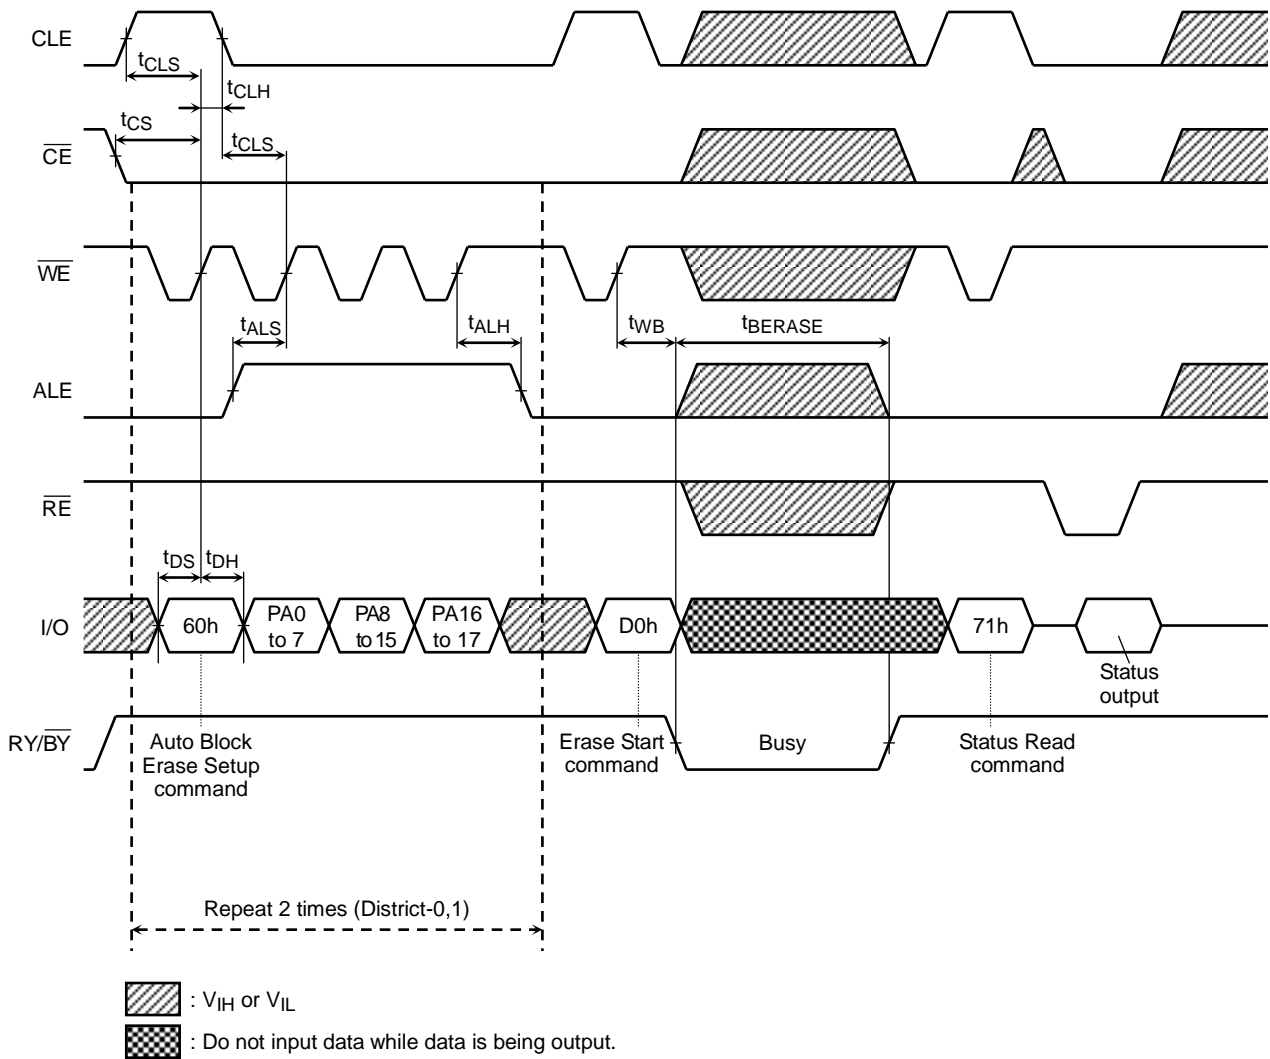 CLE
tCLS
tCLH
tCS
tCLS
CE
WE
tALS
tALH
tWB
tBERASE
ALE
RE
tDS
tDH
I/O
60h
PA0
to 7
PA8
to 15
PA16
to 17
D0h
71h
Status
output
RY/BY
Auto Block
Erase Setup
command
Erase Start
command
Busy
Status Read
command
Repeat 2 times (District-0,1)
: VIH or VIL
: Do not input data while data is being output.